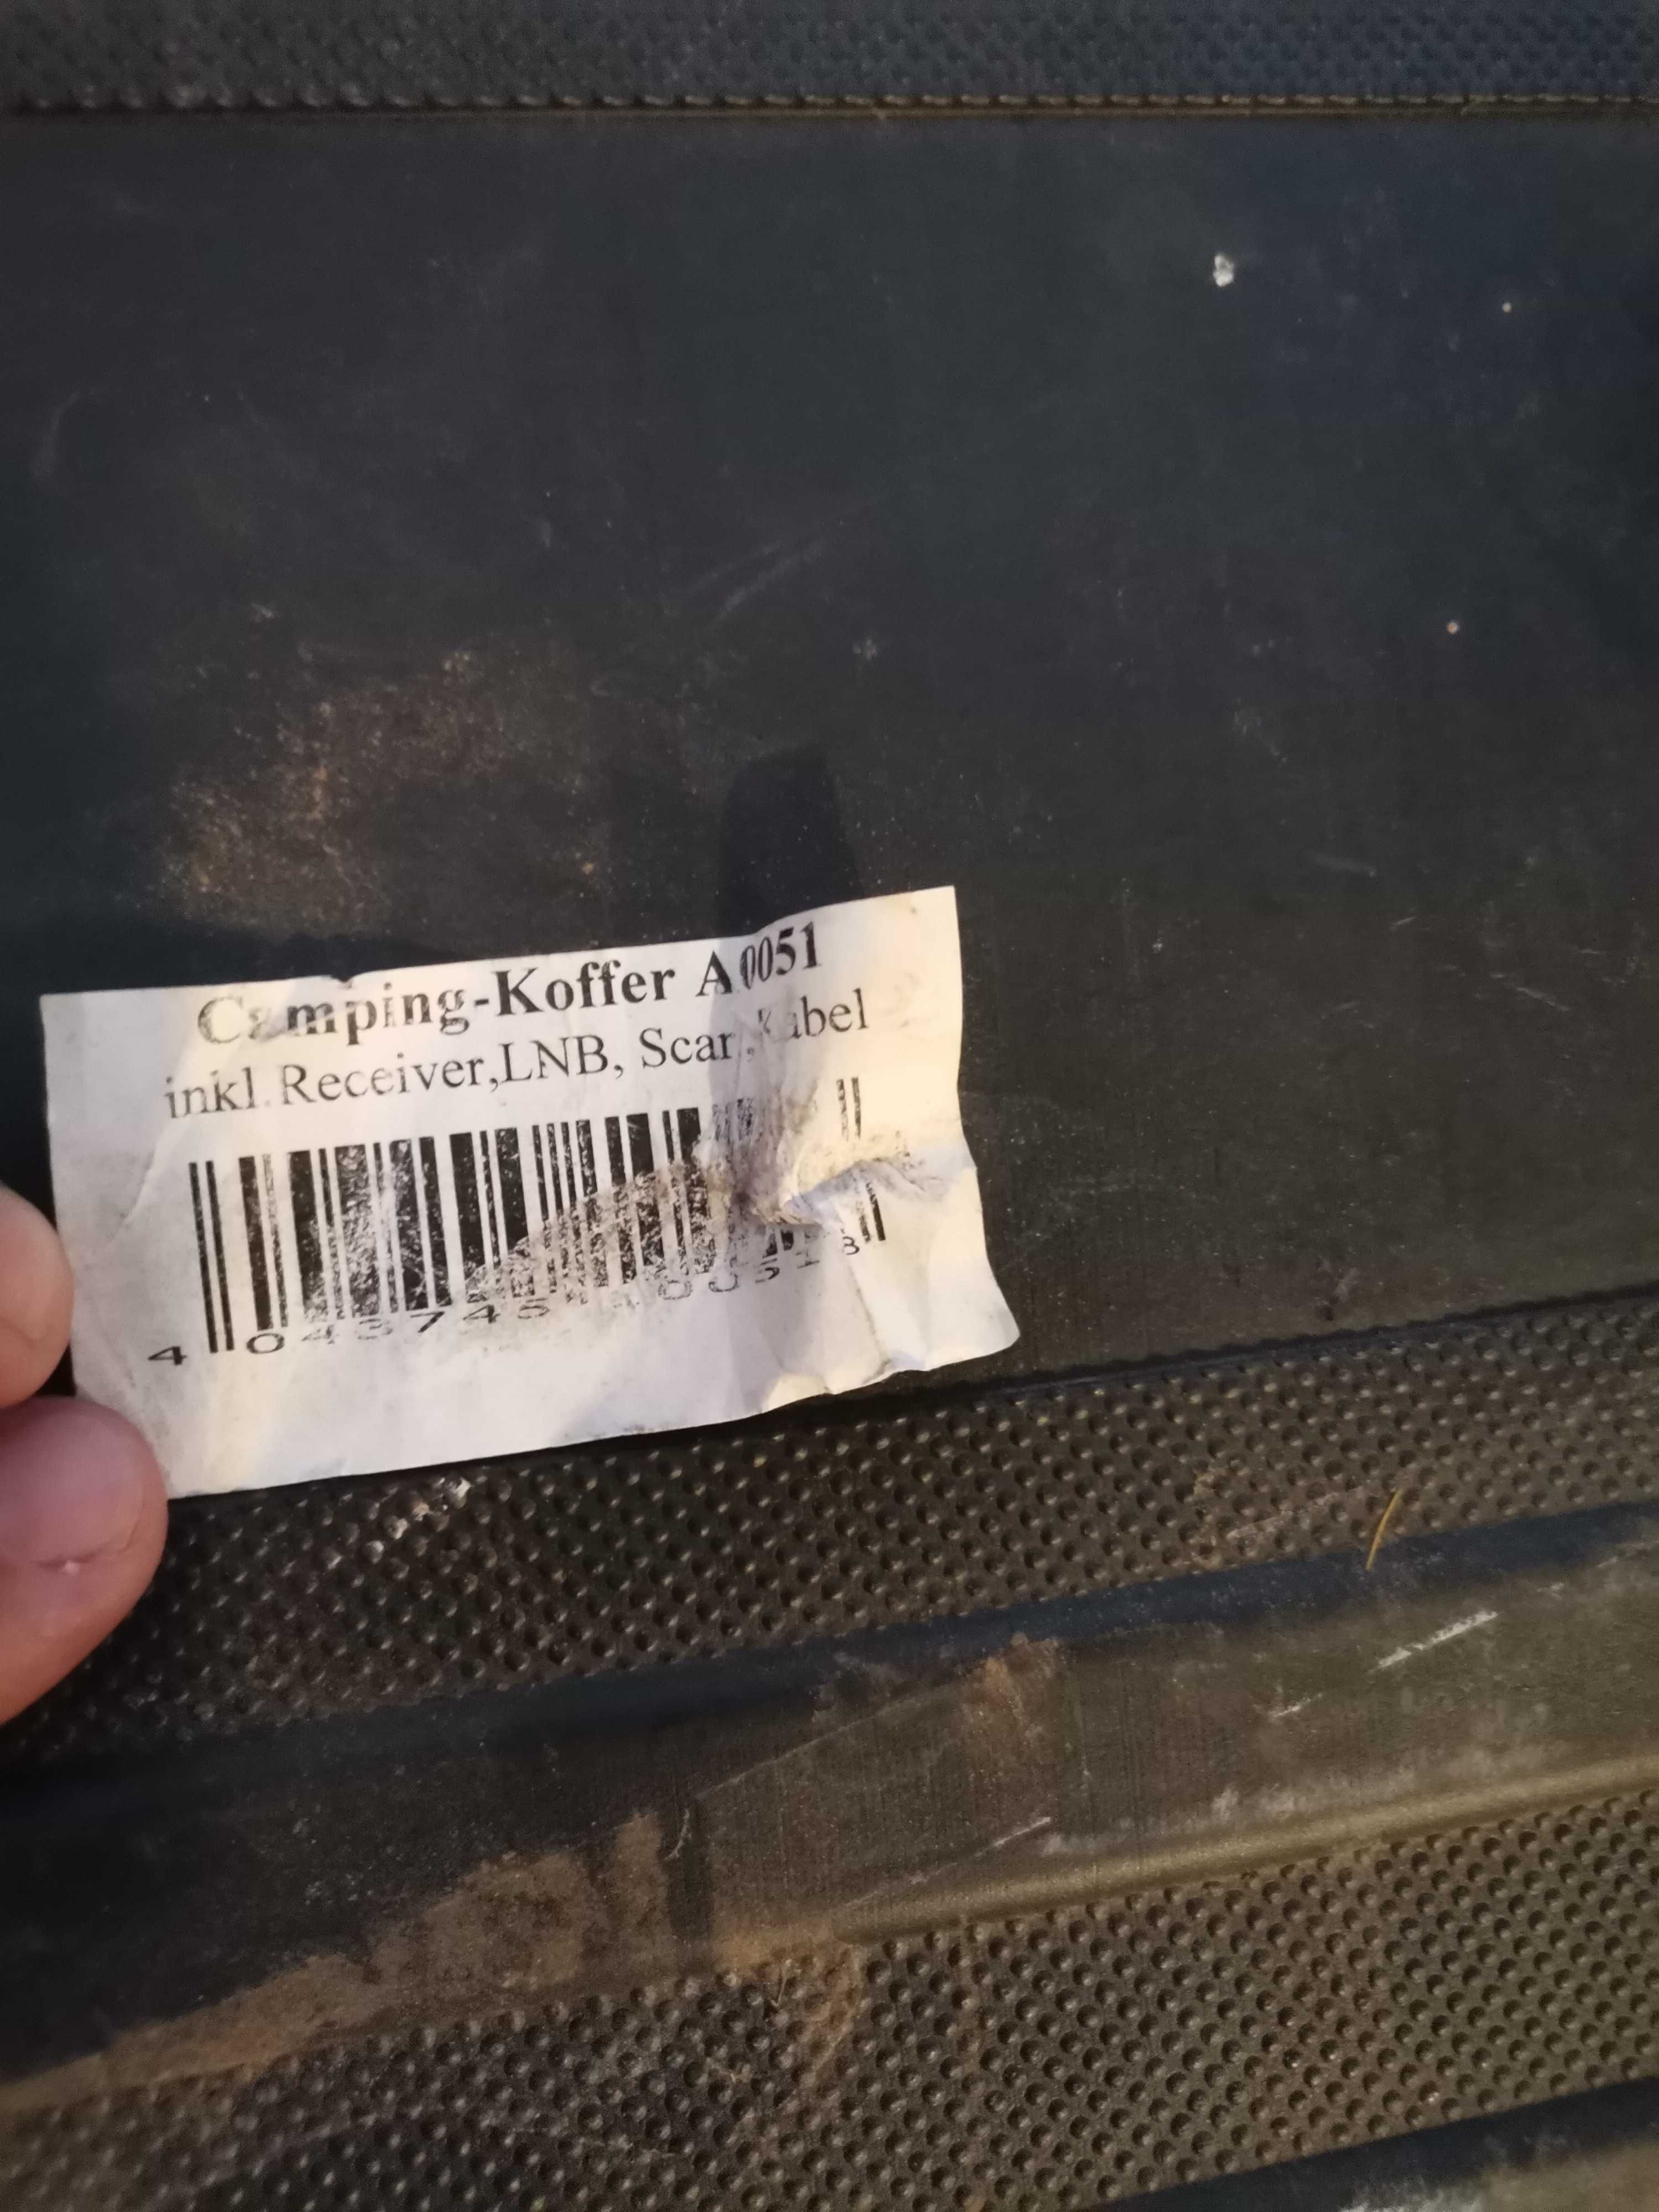 Camping-Koffer A0051
inkl. Receiver,LNB, Scart,Kabel